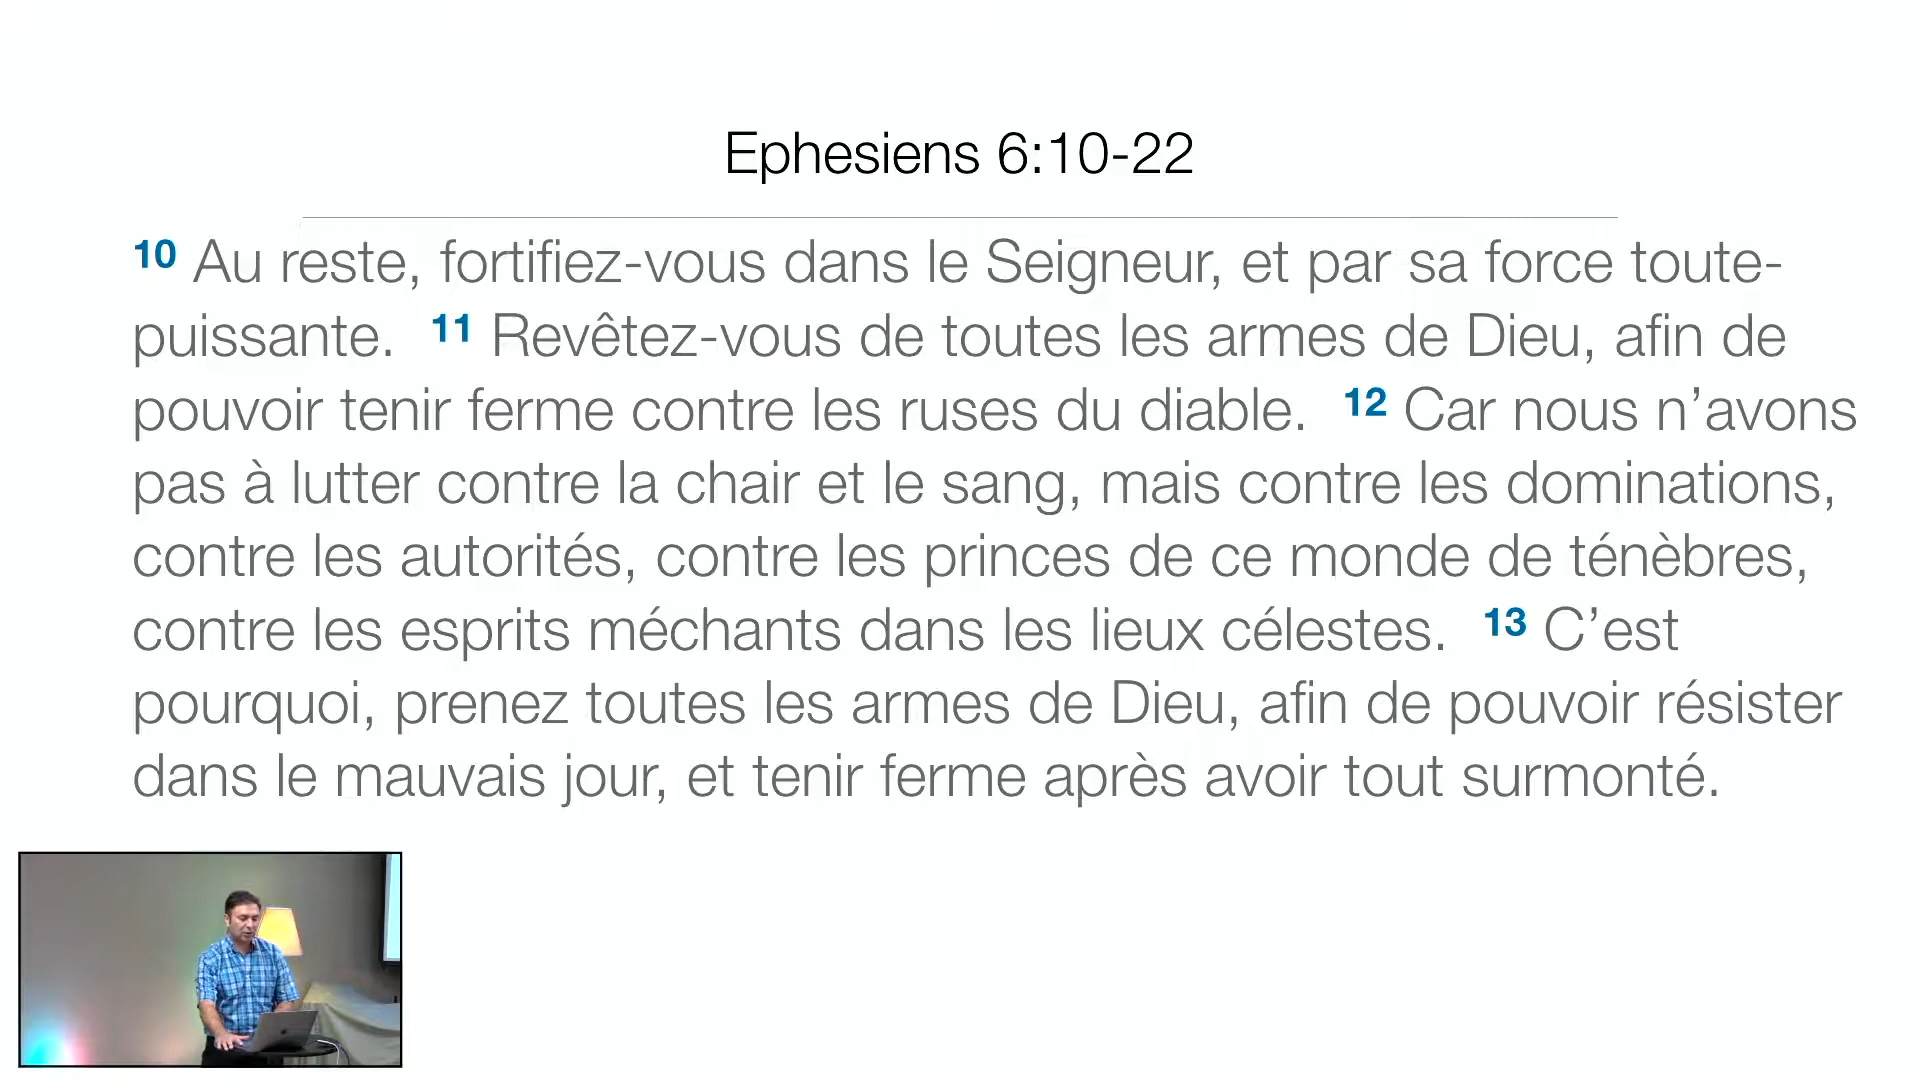 Ephesiens 6:10-22
10 Au reste, fortifiez-vous dans le Seigneur, et par sa force toute-
puissante. 11 Revêtez-vous de toutes les armes de Dieu, afin de
pouvoir tenir ferme contre les ruses du diable. 12 Car nous n’avons
pas à lutter contre la chair et le sang, mais contre les dominations,
contre les autorités, contre les princes de ce monde de ténèbres,
contre les esprits méchants dans les lieux célestes. 13 C’est
pourquoi, prenez toutes les armes de Dieu, afin de pouvoir résister
dans le mauvais jour, et tenir ferme après avoir tout surmonté.